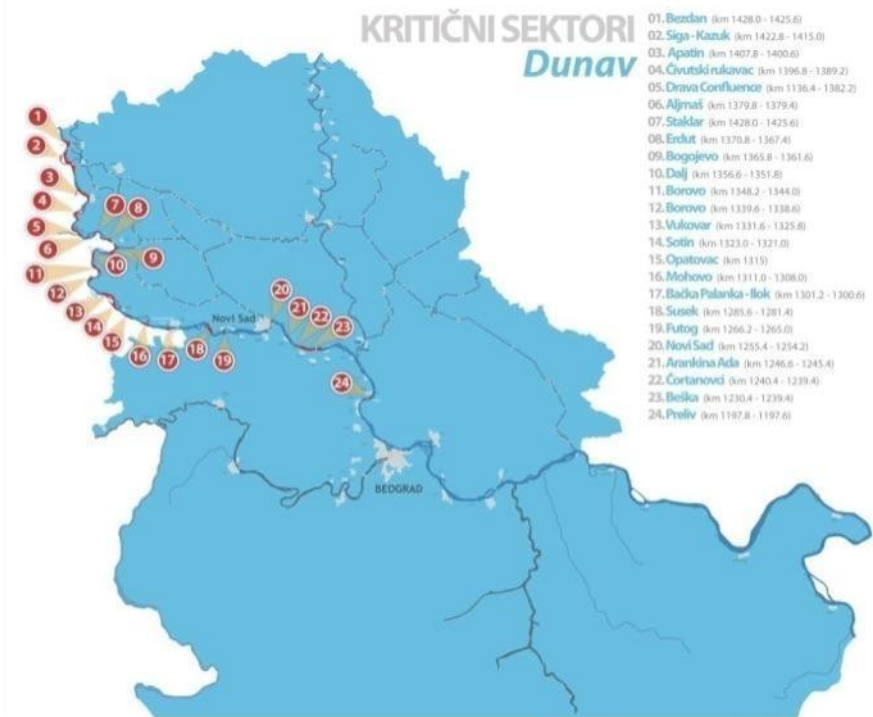 KRITIČNI SEKTORI
Dunav
01. Bezdan (km 1428.0 - 1425.6)
02. Siga - Kazuk (km 1422.8 - 1415.0)
03. Apatin (km 1407.8 - 1400.6)
04. Čivutski rukavac (km 1396.8 - 1389.2)
05. Drava Confluence (km 1136.4 - 1382.2)
06. Aljmaš (km 1379.8 - 1379.4)
07. Staklar (km 1428.0 - 1425.6)
08. Erdut (km 1370.8 - 1367.4)
09. Bogojevo (km 1365.8 - 1361.6)
10. Dalj (km 1356.6 - 1351.8)
11. Borovo (km 1348.2 - 1344.0)
12. Borovo (km 1339.6 - 1338.6)
13. Vukovar (km 1331.6 - 1325.8)
14. Sotin (km 1323.0 - 1321.0)
15. Opatovac (km 1315)
16. Mohovo (km 1311.0 - 1308.0)
17. Bačka Palanka - Ilok (km 1301.2 - 1300.6)
18. Susek (km 1285.6 - 1281.4)
19. Futog (km 1266.2 - 1265.0)
20. Novi Sad (km 1255.4 - 1254.2)
21. Arankina Ada (km 1246.6 - 1245.4)
22. Čortanovci (km 1240.4 - 1239.4)
23. Beška (km 1230.4 - 1239.4)
24. Preliv (km 1197.8 - 1197.6)
1
2
3
4
5
6
7
8
9
10
11
12
13
14
15
16
17
18
19
20
21
22
23
24
Novi Sad
BEOGRAD